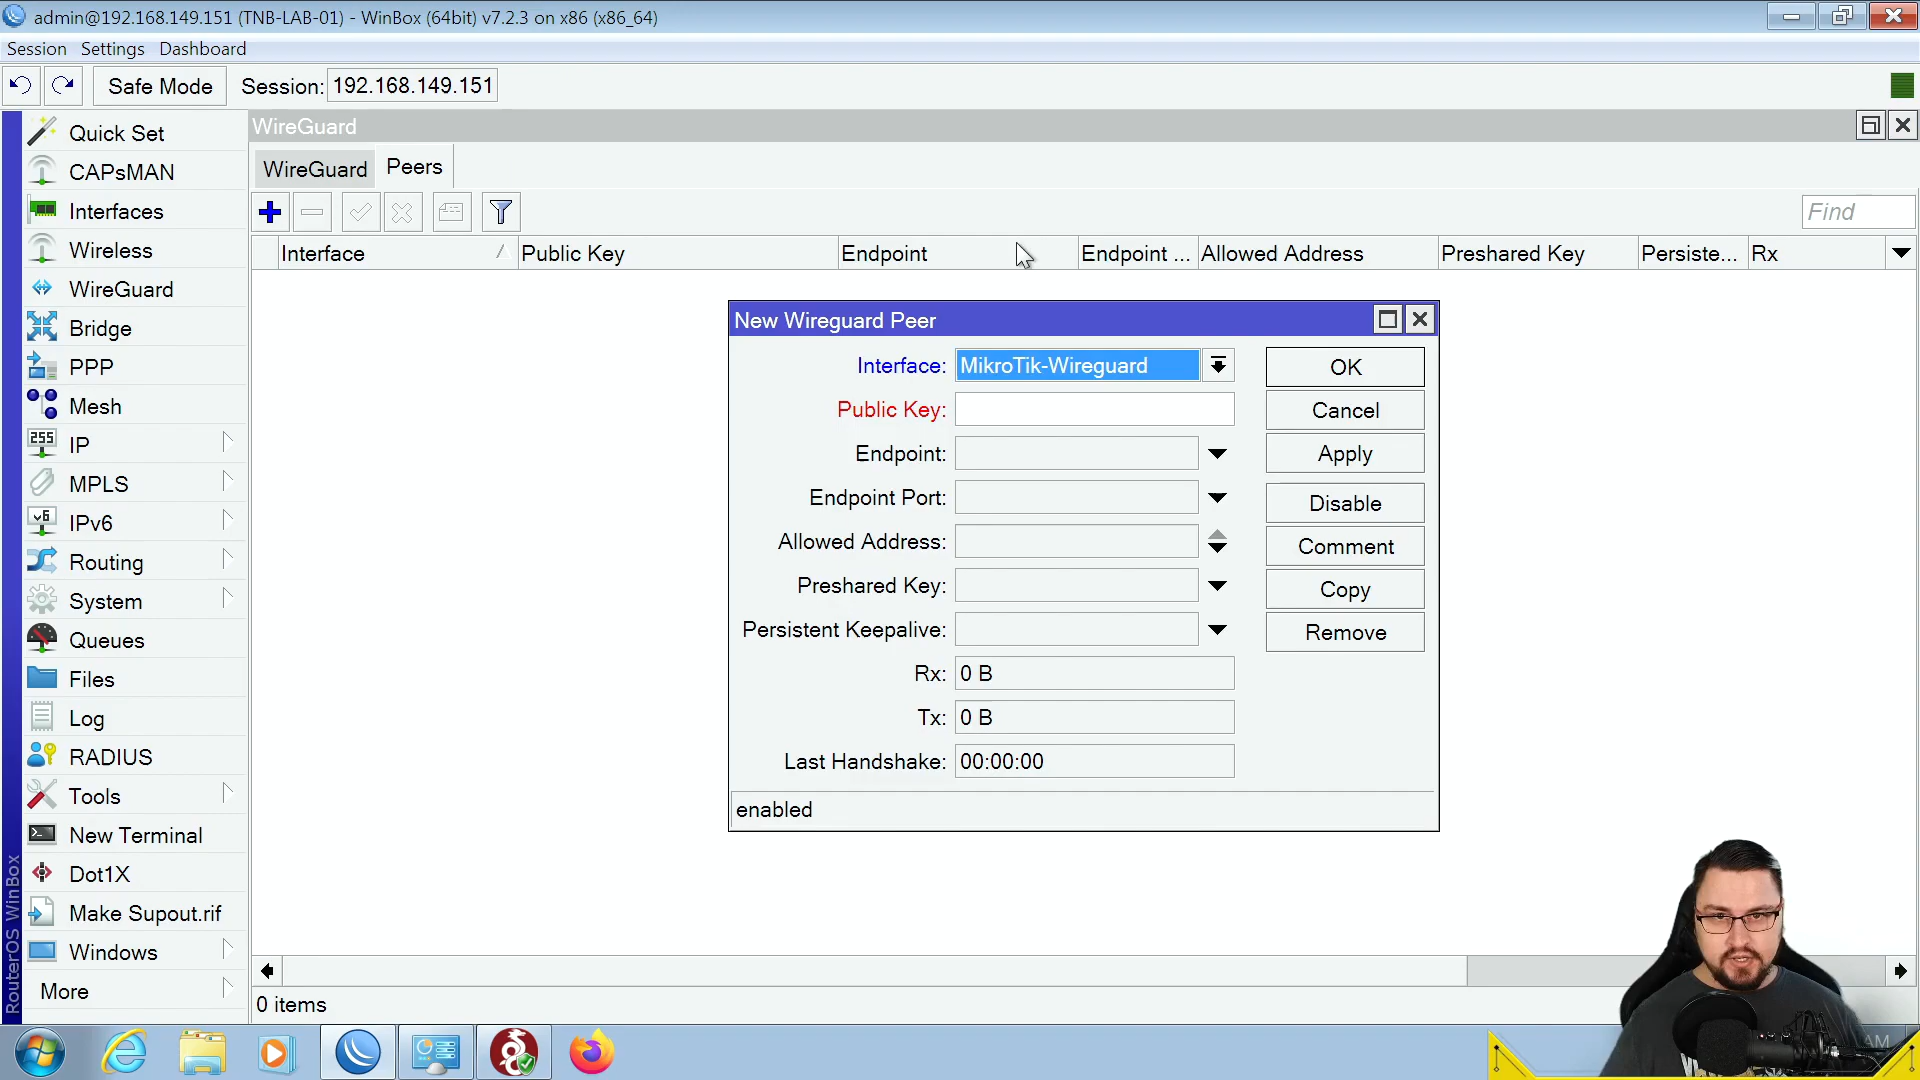 admin@192.168.149.151 (TNB-LAB-01) - WinBox (64bit) v7.2.3 on x86 (x86_64)
Session Settings Dashboard
Safe Mode Session: 192.168.149.151
Quick Set
CAPsMAN
Interfaces
Wireless
WireGuard
Bridge
PPP
Mesh
255 IP
MPLS
v6 IPv6
Routing
System
Queues
Files
Log
RADIUS
Tools
New Terminal
Dot1X
Make Supout.rif
Windows
More
RouterOS WinBox
WireGuard
WireGuard Peers
Find
Interface Public Key Endpoint Endpoint ... Allowed Address Preshared Key Persiste... Rx
New Wireguard Peer
Interface: MikroTik-Wireguard
Public Key:
Endpoint:
Endpoint Port:
Allowed Address:
Preshared Key:
Persistent Keepalive:
Rx: 0 B
Tx: 0 B
Last Handshake: 00:00:00
enabled
OK
Cancel
Apply
Disable
Comment
Copy
Remove
0 items
AM